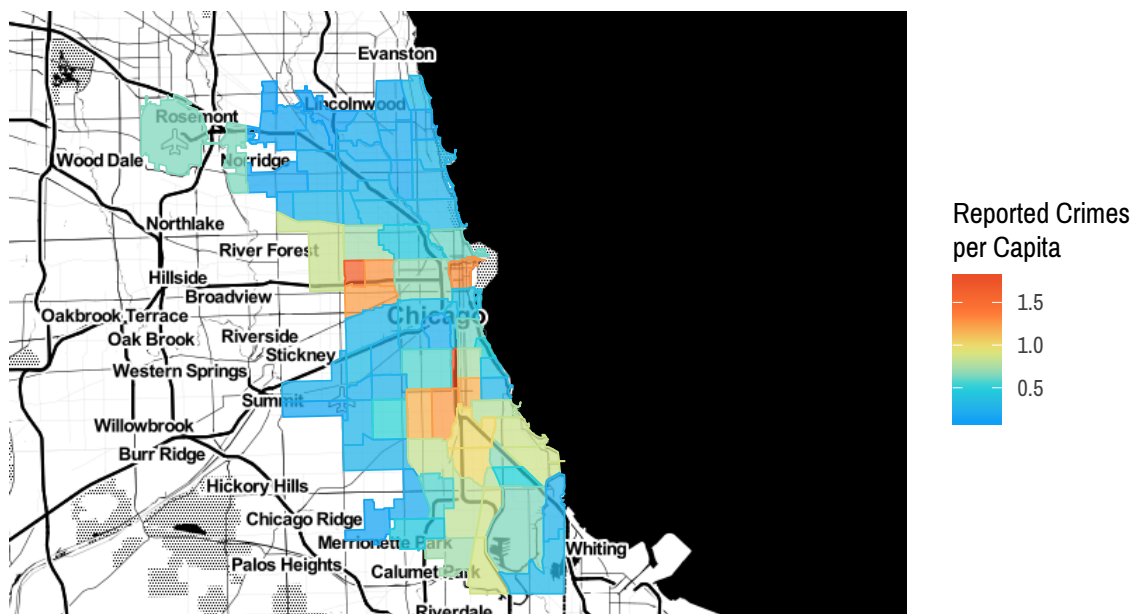 Evanston
Lincolnwood
Rosemont
Wood Dale
Norridge
Northlake
River Forest
Hillside
Broadview
Oakbrook Terrace
Chicago
Oak Brook
Riverside
Stickney
Western Springs
Summit
Willowbrook
Burr Ridge
Hickory Hills
Chicago Ridge
Merrionette Park
Whiting
Palos Heights
Calumet Park
Riverdale
Reported Crimes
per Capita
1.5
1.0
0.5